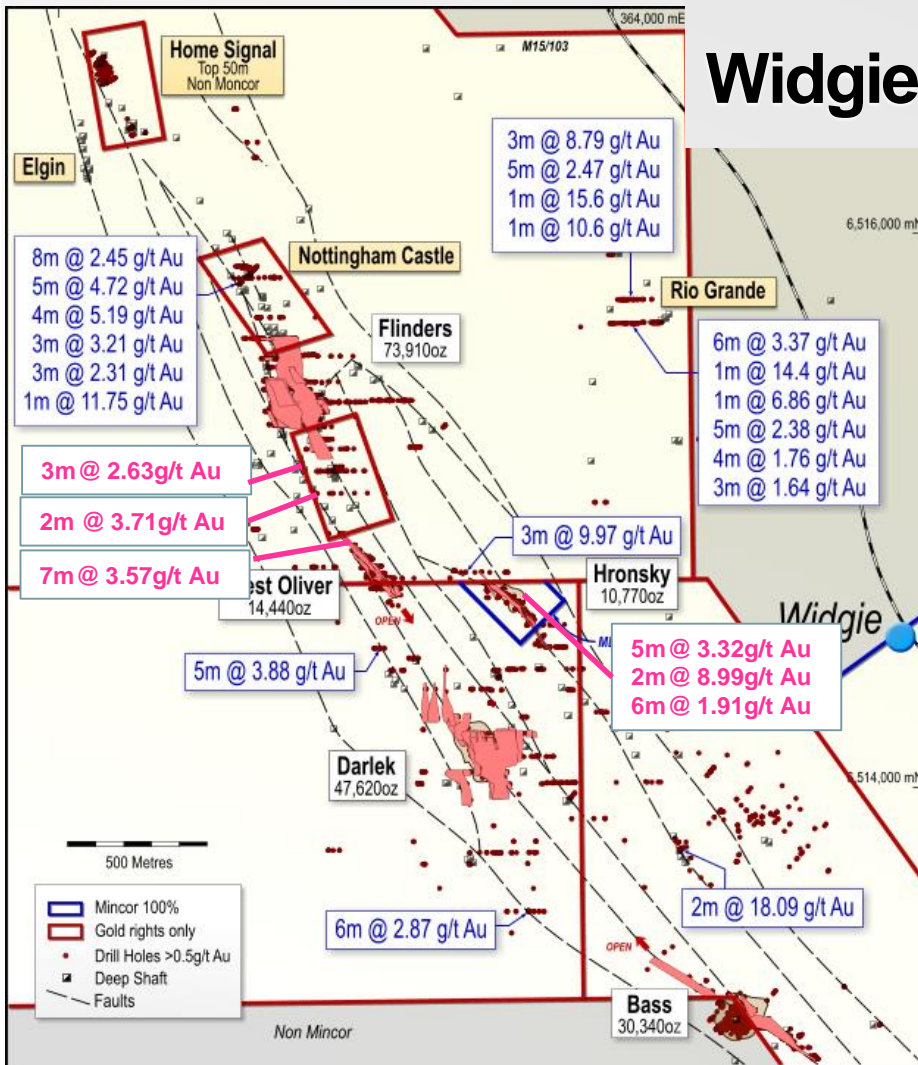 364,000 mE
M15/103
Widgie
Home Signal
Top 50m
Non Moncor
Elgin
3m @ 8.79 g/t Au
5m @ 2.47 g/t Au
1m @ 15.6 g/t Au
1m @ 10.6 g/t Au
6,516,000 mN
Nottingham Castle
8m @ 2.45 g/t Au
5m @ 4.72 g/t Au
4m @ 5.19 g/t Au
3m @ 3.21 g/t Au
3m @ 2.31 g/t Au
1m @ 11.75 g/t Au
Rio Grande
Flinders
73,910oz
6m @ 3.37 g/t Au
1m @ 14.4 g/t Au
1m @ 6.86 g/t Au
5m @ 2.38 g/t Au
4m @ 1.76 g/t Au
3m @ 1.64 g/t Au
3m @ 2.63g/t Au
2m @ 3.71g/t Au
7m @ 3.57g/t Au
3m @ 9.97 g/t Au
Hronsky
10,770oz
est Oliver
14,440oz
OPEN
Widgie
5m @ 3.32g/t Au
2m @ 8.99g/t Au
6m @ 1.91g/t Au
5m @ 3.88 g/t Au
Darlek
47,620oz
,514,000 mN
500 Metres
2m @ 18.09 g/t Au
6m @ 2.87 g/t Au
Mincor 100%
Gold rights only
Drill Holes >0.5g/t Au
Deep Shaft
Faults
OPEN
Bass
30,340oz
Non Mincor